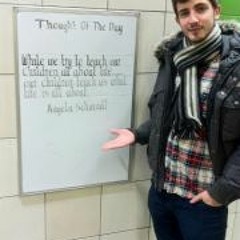 Thought Of The Day
While we try to teach our
Children all about life,
our children teach us what
life is all about.
Angela Schwindt